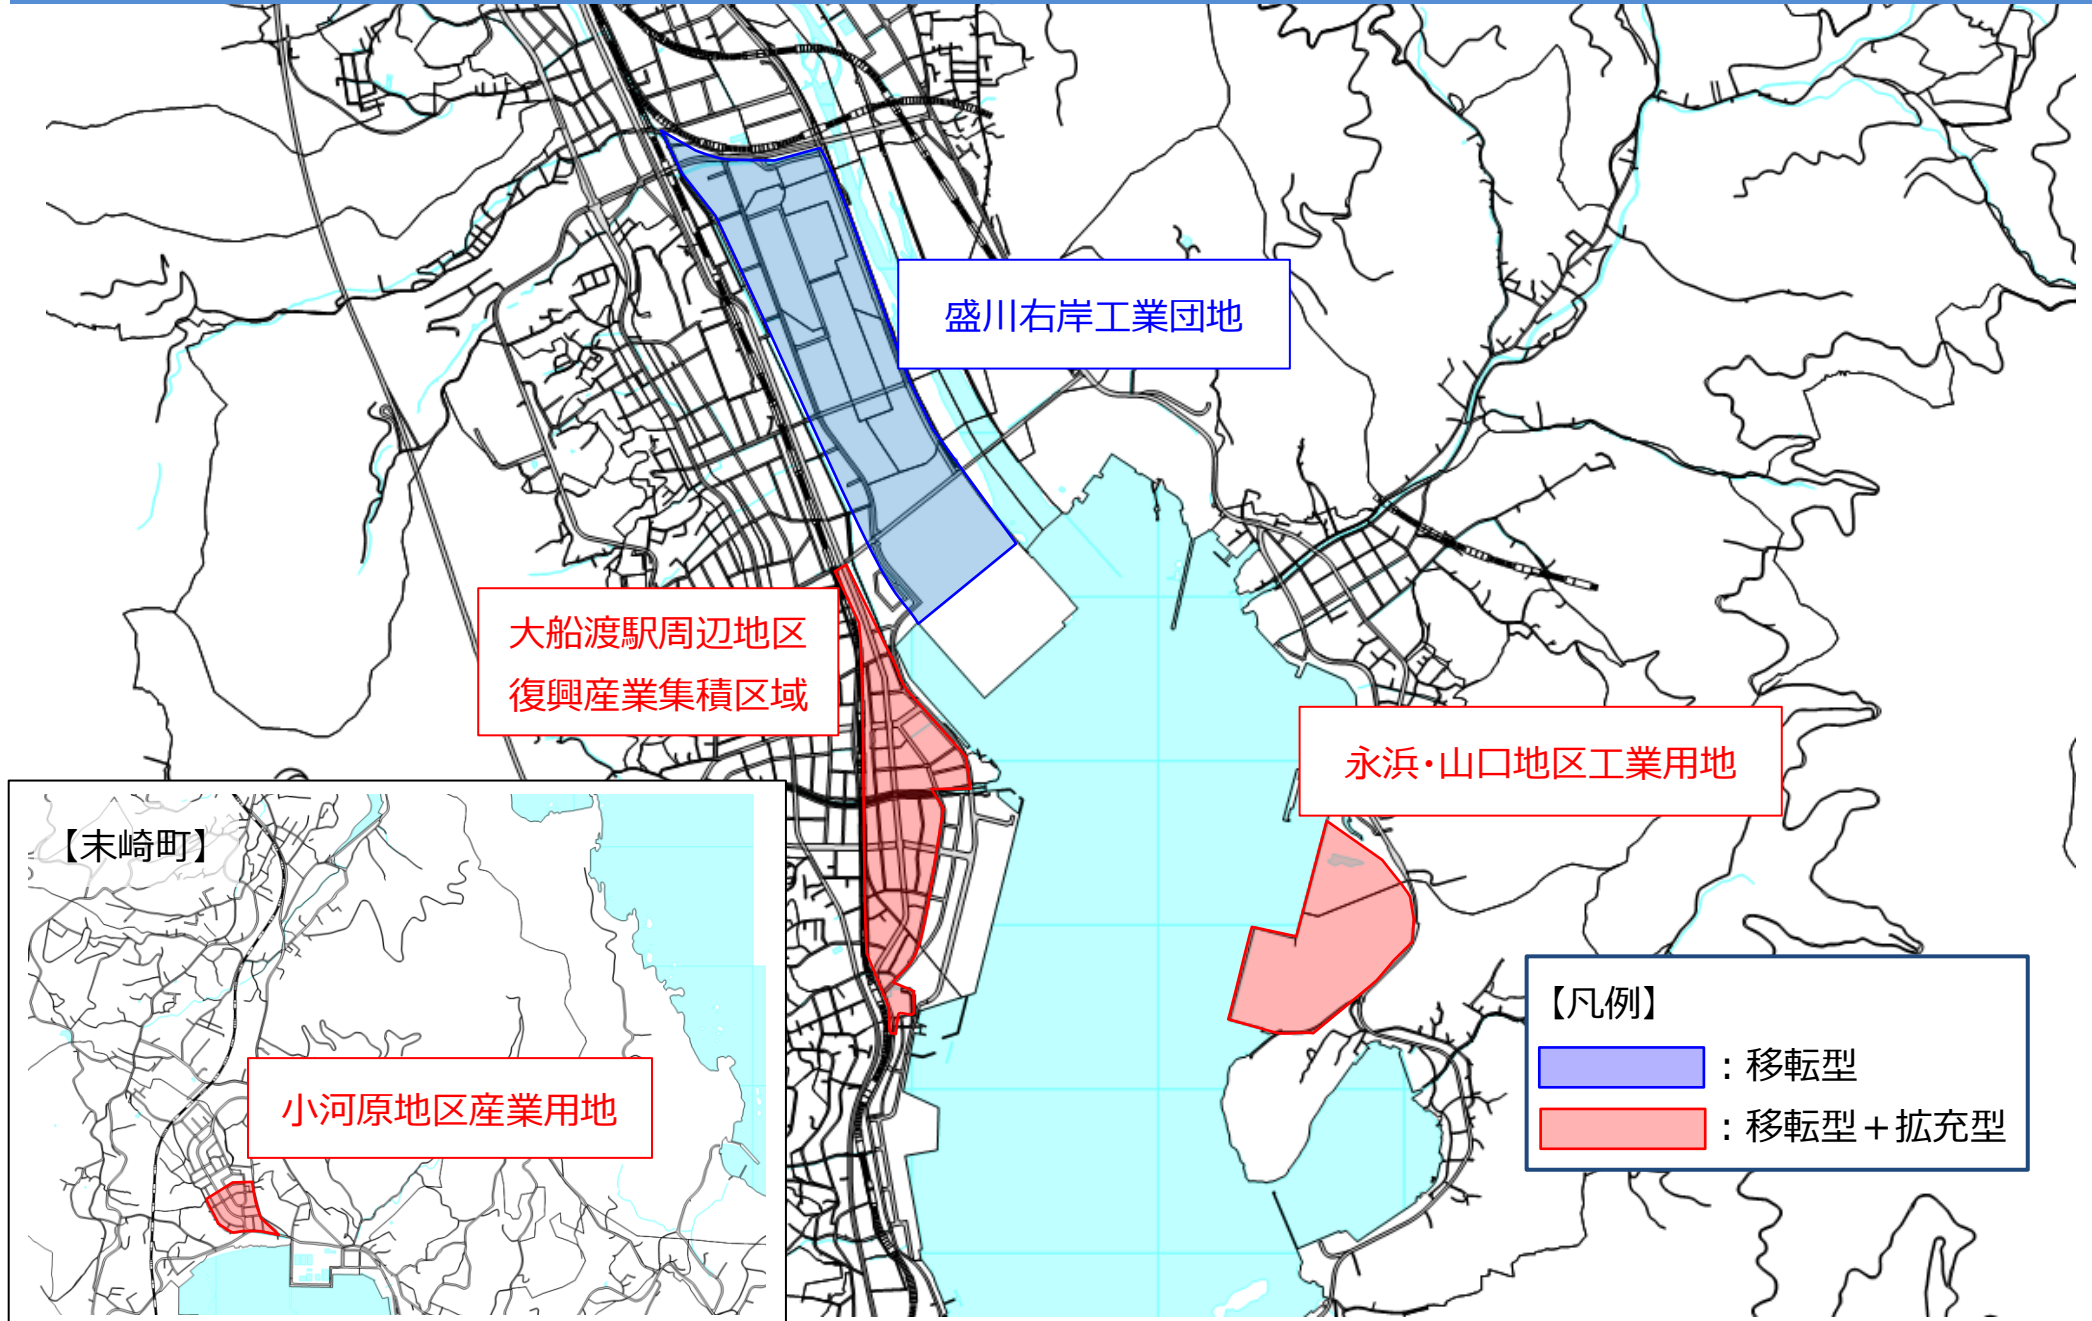 盛川右岸工業団地
大船渡駅周辺地区
復興産業集積区域
永浜・山口地区工業用地
【末崎町】
小河原地区産業用地
【凡例】
：移転型
：移転型＋拡充型